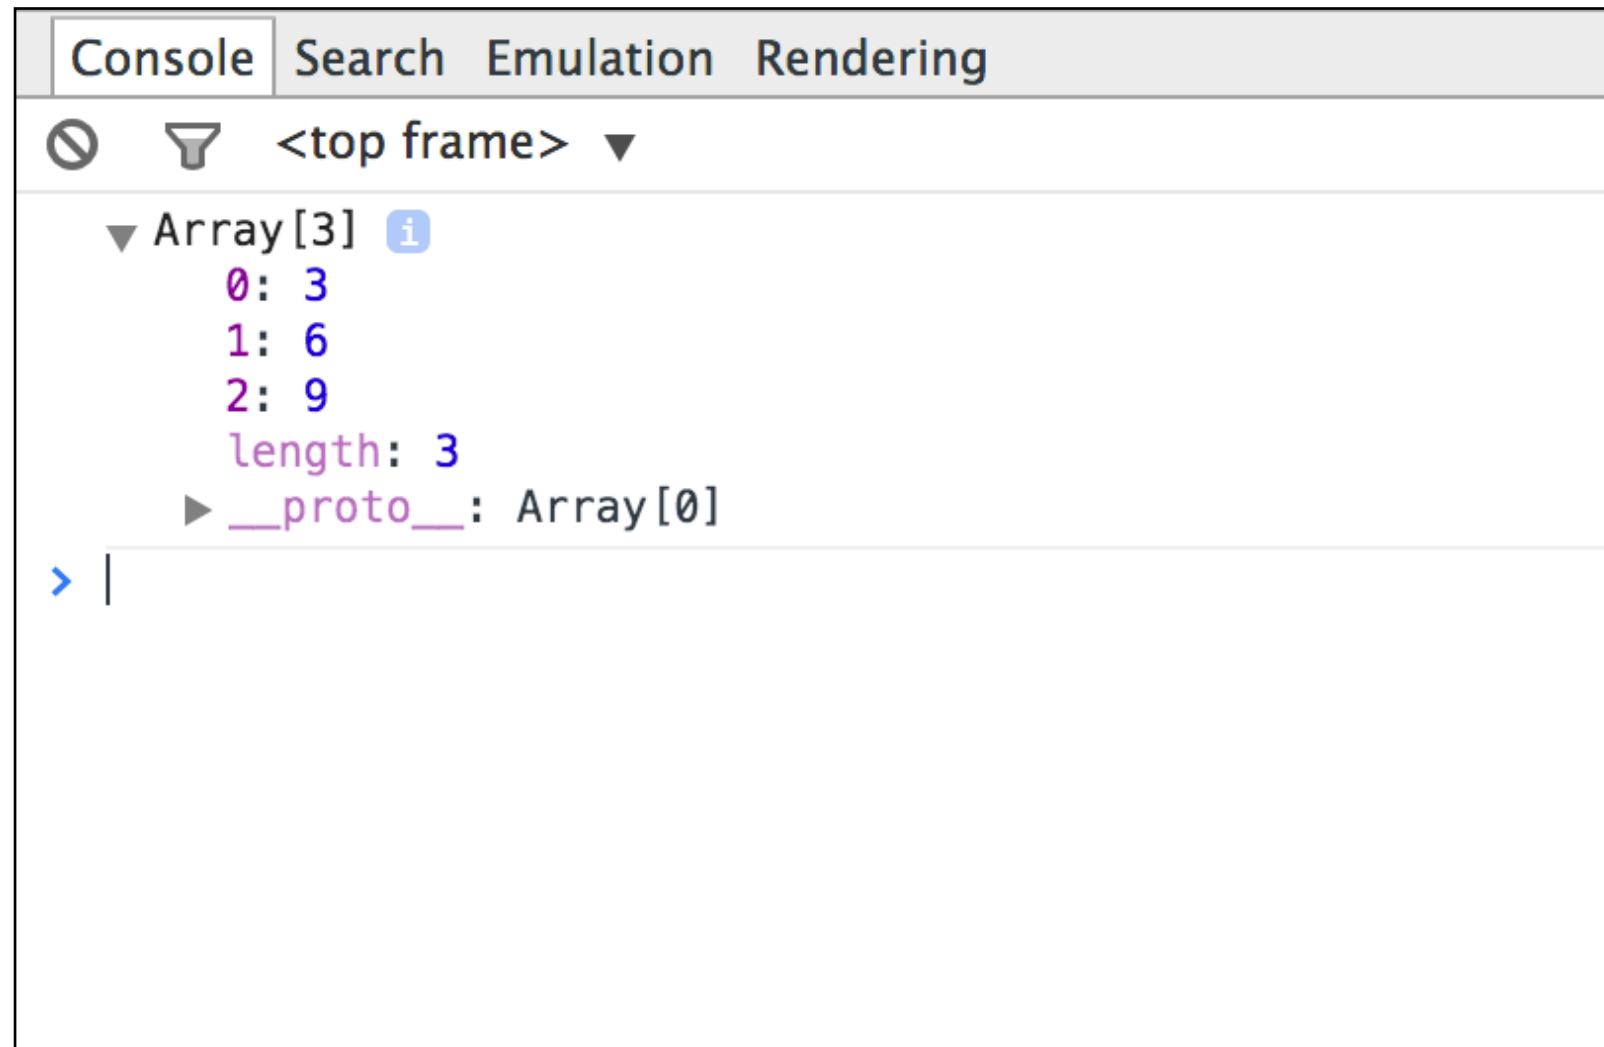 Console Search Emulation Rendering
<top frame> ▼
▼ Array[3] i
0: 3
1: 6
2: 9
length: 3
▶ __proto__: Array[0]
>